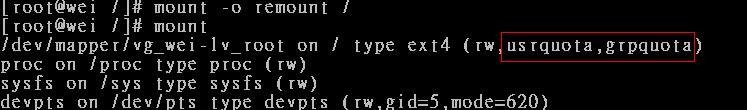 [root@wei /]# mount -o remount /
[root@wei /]# mount
/dev/mapper/vg_wei-lv_root on / type ext4 (rw,usrquota,grpquota)
proc on /proc type proc (rw)
sysfs on /sys type sysfs (rw)
devpts on /dev/pts type devpts (rw,gid=5,mode=620)